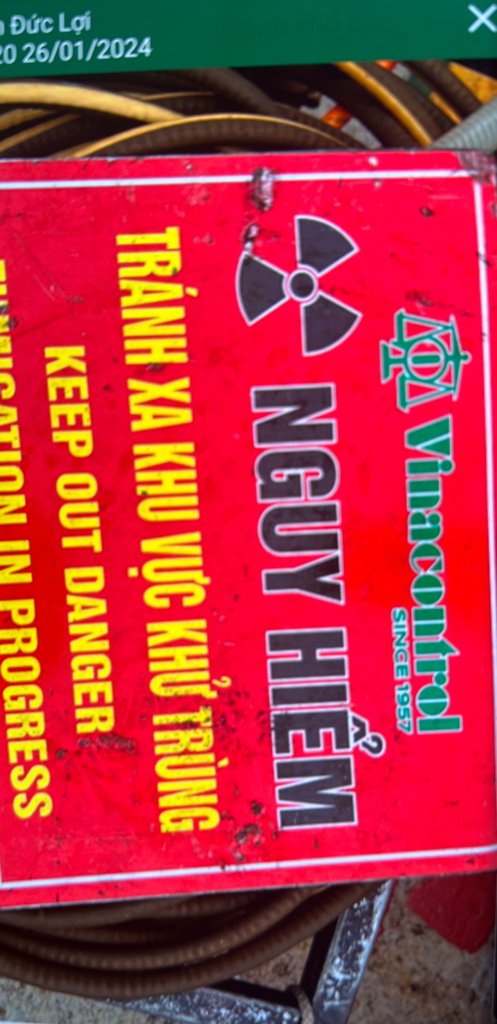 Đức Lợi
20 26/01/2024
Vinacontrol
SINCE 1957
NGUY HIỂM
TRÁNH XA KHU VỰC KHỬ TRÙNG
KEEP OUT DANGER
IN PROGRESS